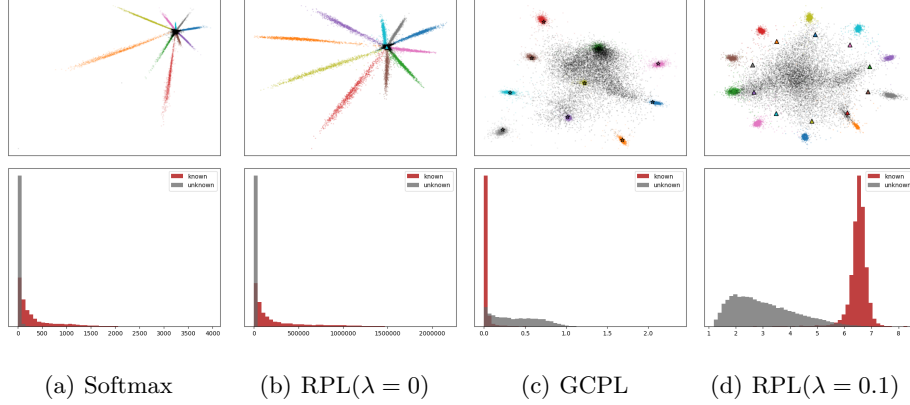 known
unknown
known
unknown
known
unknown
known
unknown
0 500 1000 1500 2000 2500 3000 3500 4000
0 500000 1000000 1500000 2000000
0.0 0.5 1.0 1.5 2.0
1 2 3 4 5 6 7 8
(a) Softmax (b) RPL(λ = 0) (c) GCPL (d) RPL(λ = 0.1)